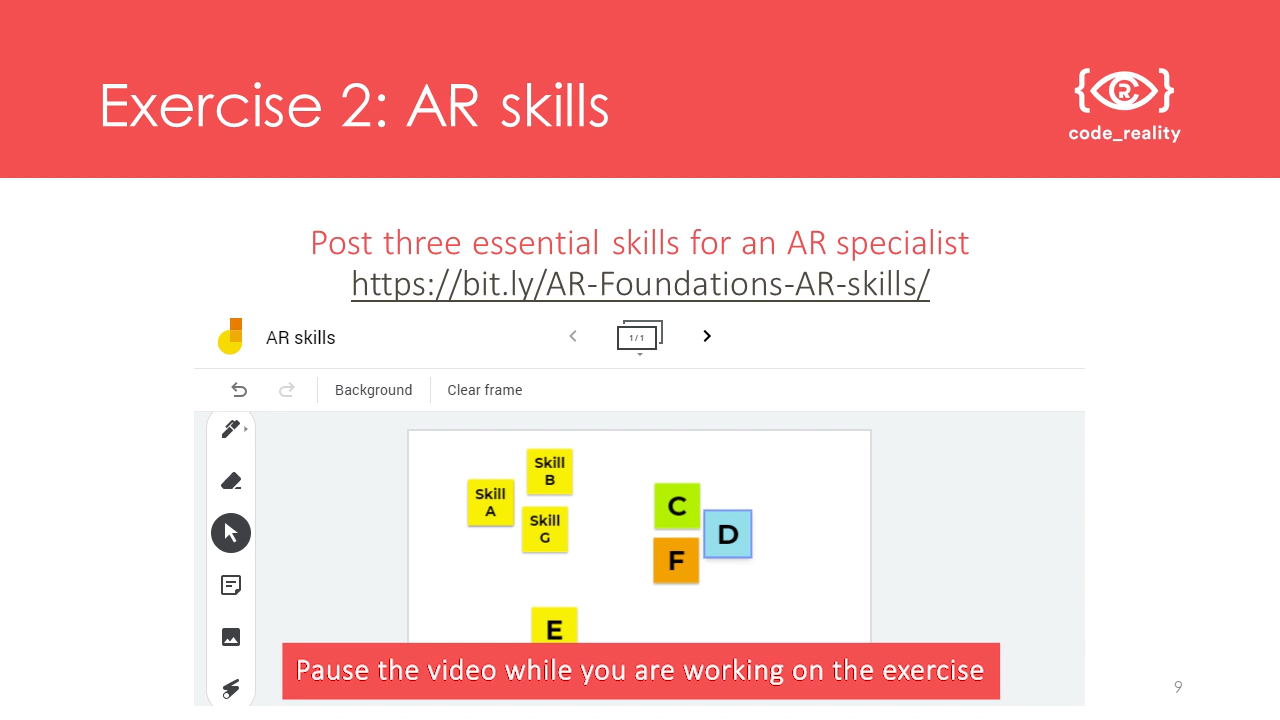 Exercise 2: AR skills
{RC}
code_reality
Post three essential skills for an AR specialist
https://bit.ly/AR-Foundations-AR-skills/
AR skills
1/1
Background
Clear frame
Skill
B
Skill
A
Skill
G
C
D
F
E
Pause the video while you are working on the exercise
9